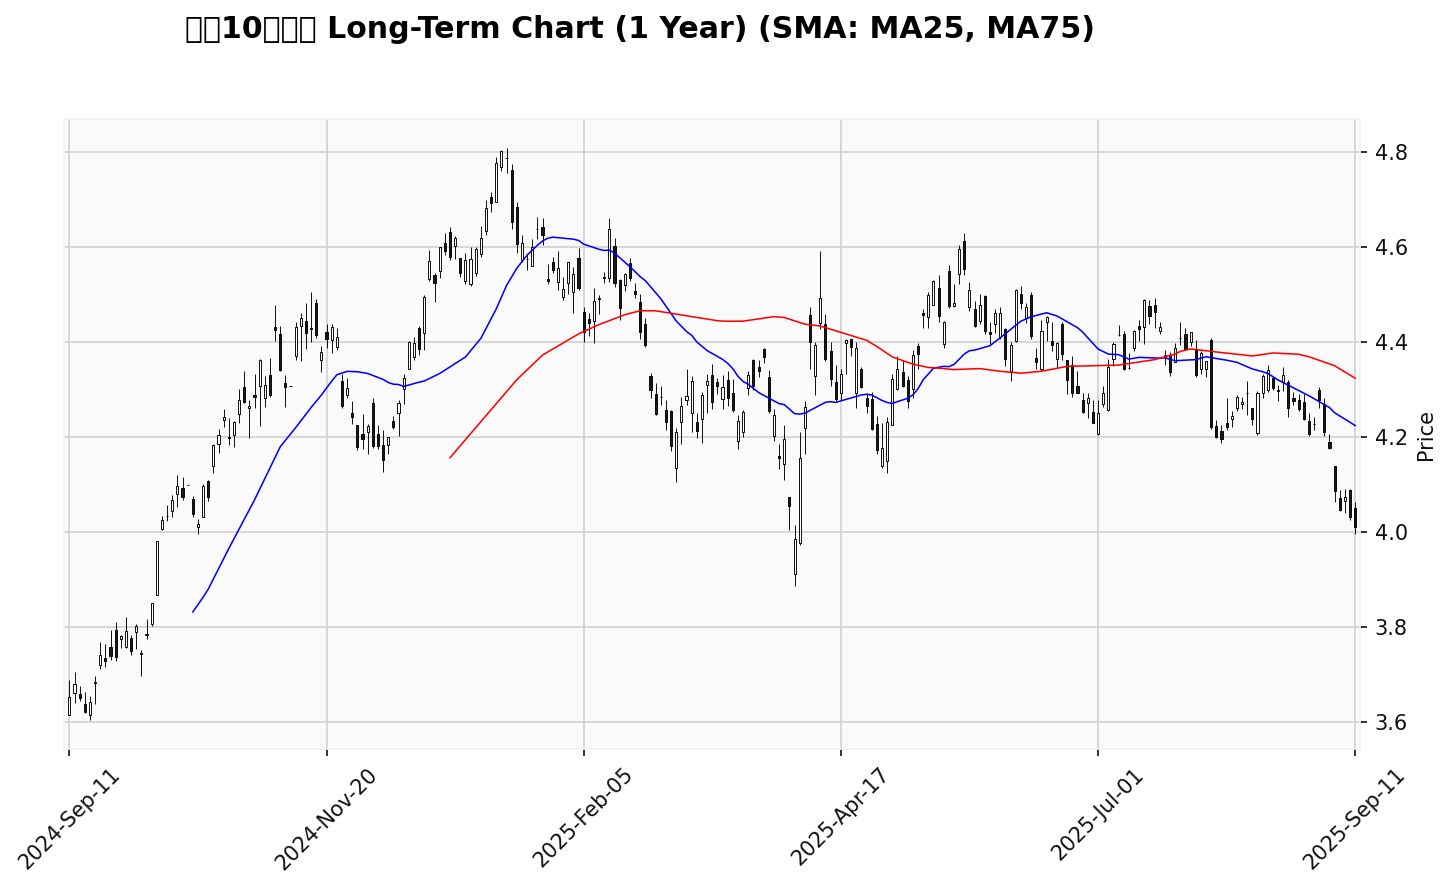 10 Long-Term Chart (1 Year) (SMA: MA25, MA75)
4.8
4.6
4.4
4.2
4.0
3.8
3.6
Price
2024-Sep-11
2024-Nov-20
2025-Feb-05
2025-Apr-17
2025-Jul-01
2025-Sep-11